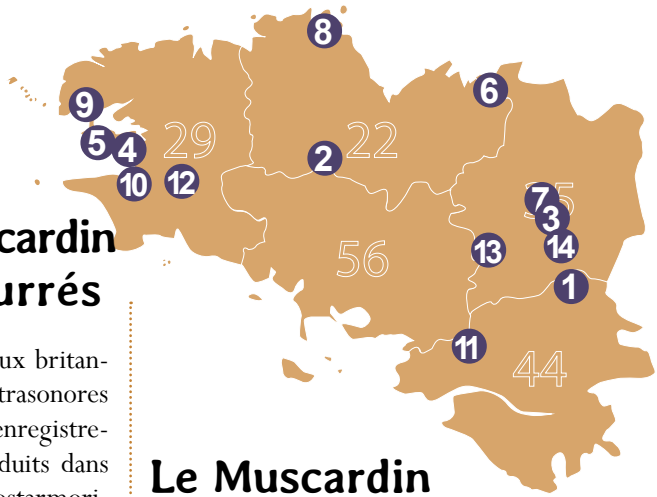 8
6
9
5
4
29
22
2
10
12
7
35
3
13
14
56
1
11
44
cardin
urrés
ux britan-
trasonores
enregistre-
duits dans
Le Muscardin